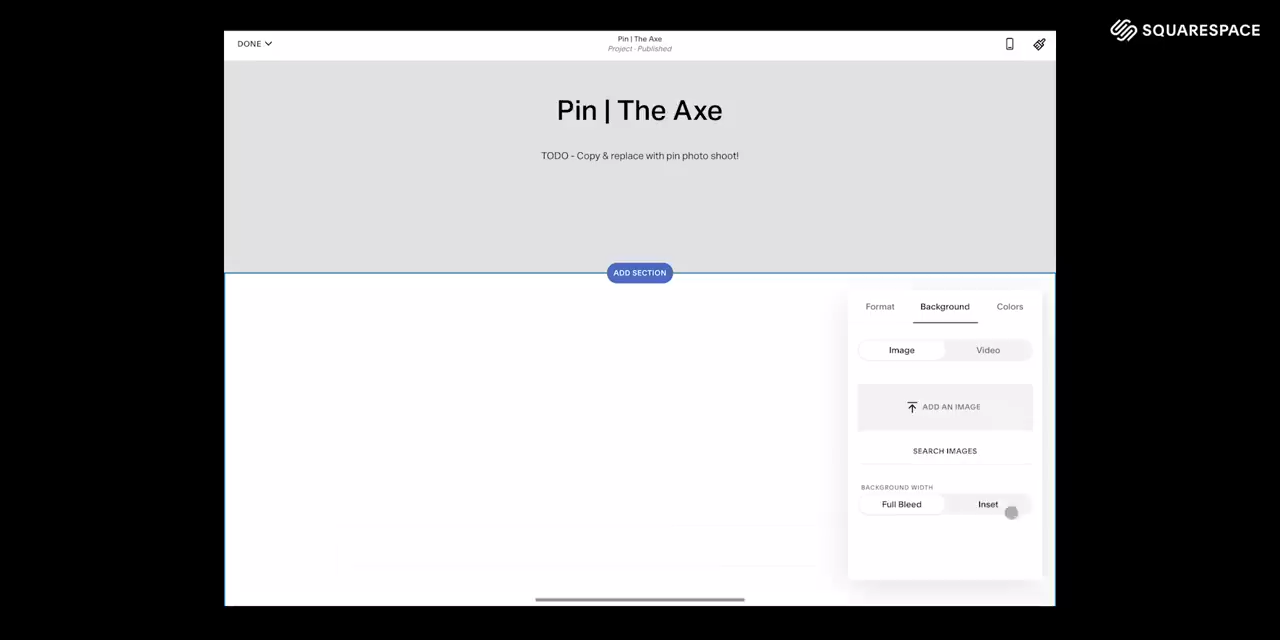 SQUARESPACE
DONE
Pin | The Axe
Project · Published
Pin | The Axe
TODO - Copy & replace with pin photo shoot!
ADD SECTION
Format Background Colors
Image Video
ADD AN IMAGE
SEARCH IMAGES
BACKGROUND WIDTH
Full Bleed Inset